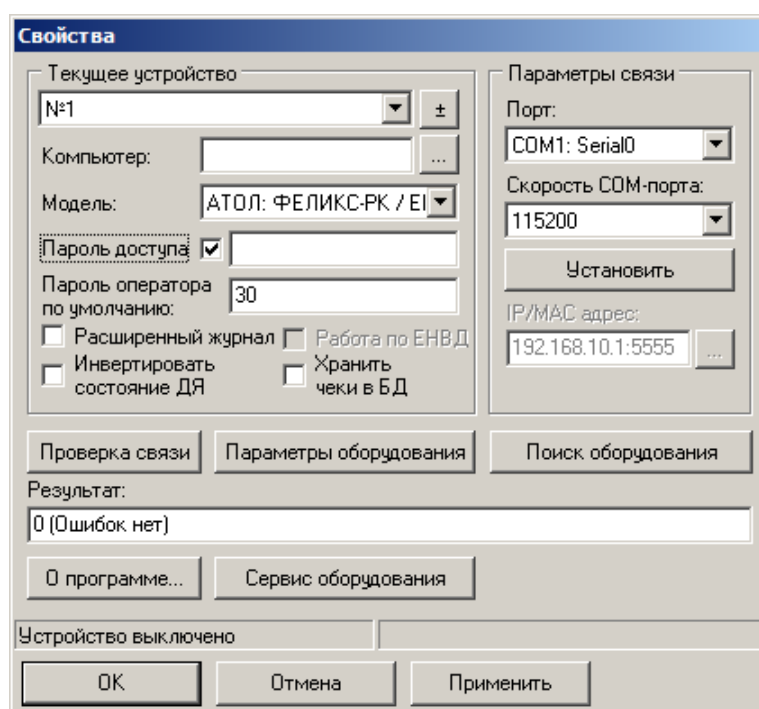 Свойства
Текущее устройство
№1
±
Компьютер:
...
Модель:
АТОЛ: ФЕЛИКС-РК /
Пароль доступа
Пароль оператора
по умолчанию:
30
Расширенный журнал
Работа по ЕНВД
Инвертировать
состояние ДЯ
Хранить
чеки в БД
Параметры связи
Порт:
COM1: Serial0
Скорость COM-порта:
115200
Установить
IP/MAC адрес:
192.168.10.1:5555
...
Проверка связи
Параметры оборудования
Поиск оборудования
Результат:
0 (Ошибок нет)
О программе...
Сервис оборудования
Устройство выключено
ОК
Отмена
Применить